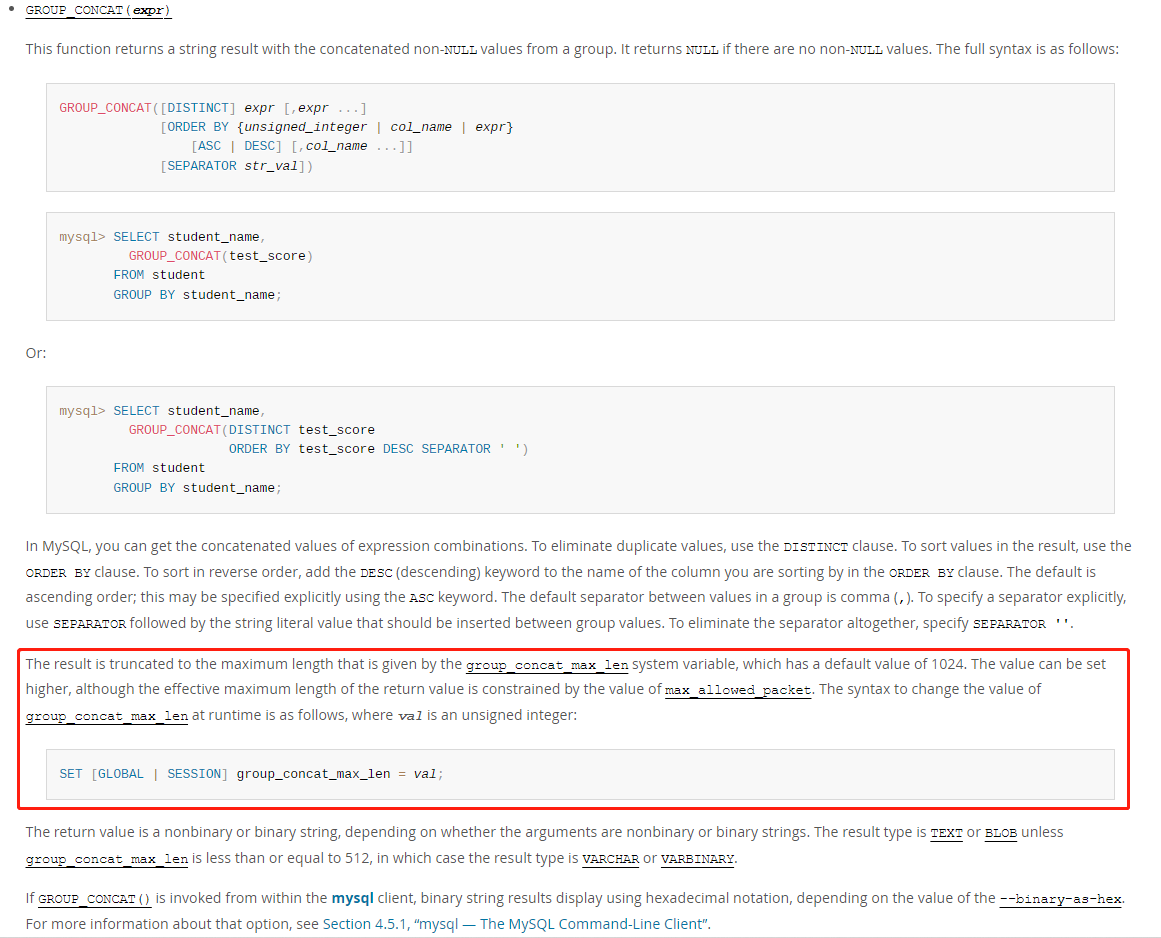 GROUP_CONCAT(expr)
This function returns a string result with the concatenated non-NULL values from a group. It returns NULL if there are no non-NULL values. The full syntax is as follows:
GROUP_CONCAT([DISTINCT] expr [,expr ...]
[ORDER BY {unsigned_integer | col_name | expr}
[ASC | DESC] [,col_name ...]]
[SEPARATOR str_val])
mysql> SELECT student_name,
GROUP_CONCAT(test_score)
FROM student
GROUP BY student_name;
Or:
mysql> SELECT student_name,
GROUP_CONCAT(DISTINCT test_score
ORDER BY test_score DESC SEPARATOR ' ')
FROM student
GROUP BY student_name;
In MySQL, you can get the concatenated values of expression combinations. To eliminate duplicate values, use the DISTINCT clause. To sort values in the result, use the
ORDER BY clause. To sort in reverse order, add the DESC (descending) keyword to the name of the column you are sorting by in the ORDER BY clause. The default is
ascending order; this may be specified explicitly using the ASC keyword. The default separator between values in a group is comma (,). To specify a separator explicitly,
use SEPARATOR followed by the string literal value that should be inserted between group values. To eliminate the separator altogether, specify SEPARATOR ''.
The result is truncated to the maximum length that is given by the group_concat_max_len system variable, which has a default value of 1024. The value can be set
higher, although the effective maximum length of the return value is constrained by the value of max_allowed_packet. The syntax to change the value of
group_concat_max_len at runtime is as follows, where val is an unsigned integer:
SET [GLOBAL | SESSION] group_concat_max_len = val;
The return value is a nonbinary or binary string, depending on whether the arguments are nonbinary or binary strings. The result type is TEXT or BLOB unless
group_concat_max_len is less than or equal to 512, in which case the result type is VARCHAR or VARBINARY.
If GROUP_CONCAT() is invoked from within the mysql client, binary string results display using hexadecimal notation, depending on the value of the --binary-as-hex.
For more information about that option, see Section 4.5.1, “mysql — The MySQL Command-Line Client”.